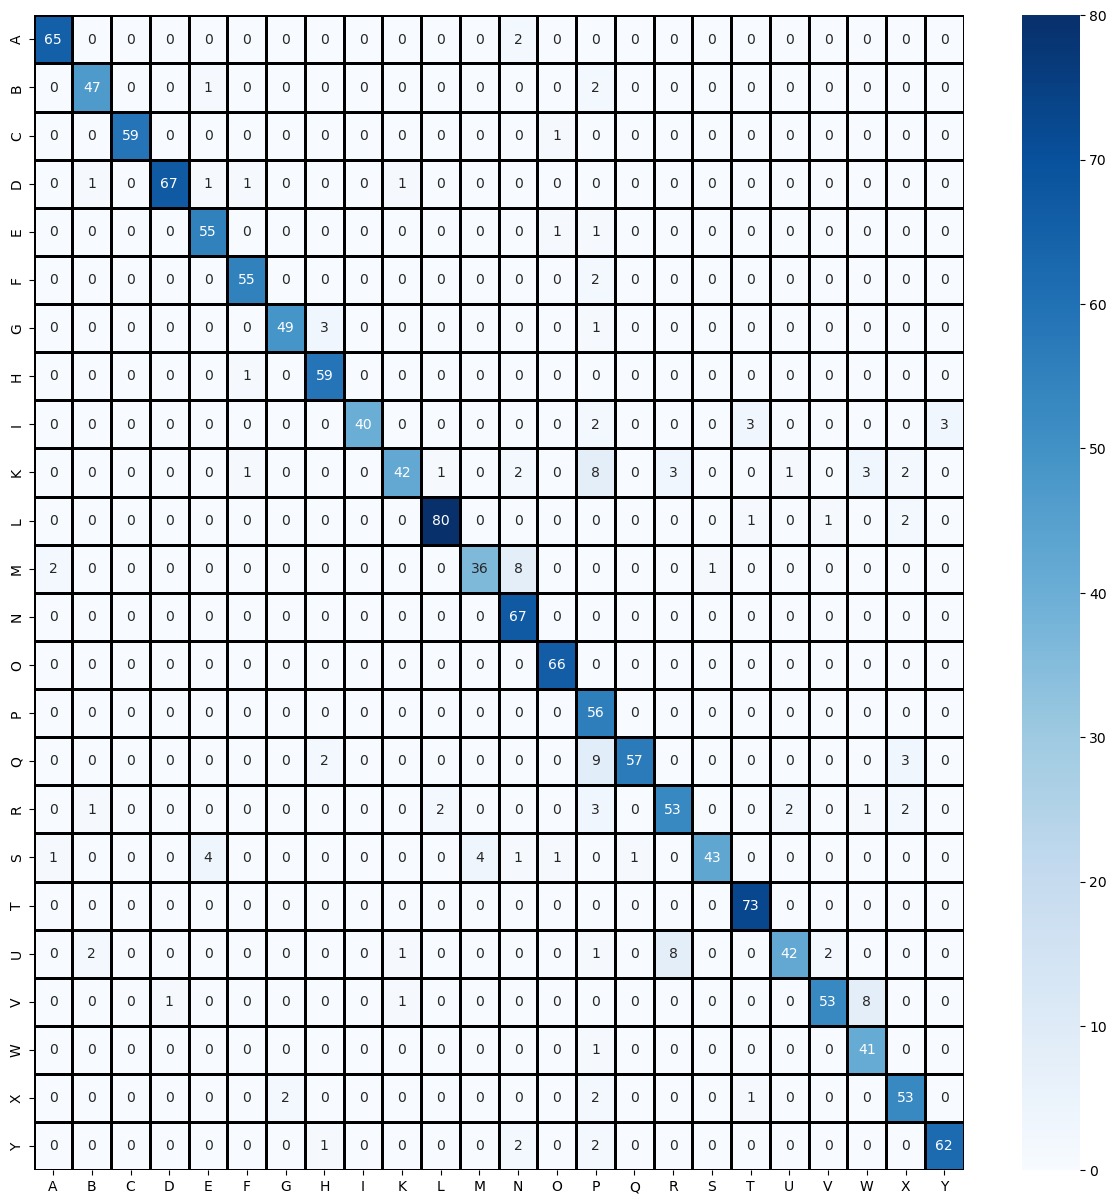 A 65 0 0 0 0 0 0 0 0 0 0 0 2 0 0 0 0 0 0 0 0 0 0 0
B 0 47 0 0 1 0 0 0 0 0 0 0 0 0 2 0 0 0 0 0 0 0 0 0
C 0 0 59 0 0 0 0 0 0 0 0 0 0 1 0 0 0 0 0 0 0 0 0 0
D 0 1 0 67 1 1 0 0 0 1 0 0 0 0 0 0 0 0 0 0 0 0 0 0
E 0 0 0 0 55 0 0 0 0 0 0 0 0 1 1 0 0 0 0 0 0 0 0 0
F 0 0 0 0 0 55 0 0 0 0 0 0 0 0 2 0 0 0 0 0 0 0 0 0
G 0 0 0 0 0 0 49 3 0 0 0 0 0 0 1 0 0 0 0 0 0 0 0 0
H 0 0 0 0 0 1 0 59 0 0 0 0 0 0 0 0 0 0 0 0 0 0 0 0
I 0 0 0 0 0 0 0 0 40 0 0 0 0 0 2 0 0 0 3 0 0 0 0 3
K 0 0 0 0 0 1 0 0 0 42 1 0 2 0 8 0 3 0 0 1 0 3 2 0
L 0 0 0 0 0 0 0 0 0 0 80 0 0 0 0 0 0 0 1 0 1 0 2 0
M 2 0 0 0 0 0 0 0 0 0 0 36 8 0 0 0 0 1 0 0 0 0 0 0
N 0 0 0 0 0 0 0 0 0 0 0 0 67 0 0 0 0 0 0 0 0 0 0 0
O 0 0 0 0 0 0 0 0 0 0 0 0 0 66 0 0 0 0 0 0 0 0 0 0
P 0 0 0 0 0 0 0 0 0 0 0 0 0 0 56 0 0 0 0 0 0 0 0 0
Q 0 0 0 0 0 0 0 2 0 0 0 0 0 0 9 57 0 0 0 0 0 0 3 0
R 0 1 0 0 0 0 0 0 0 0 2 0 0 0 3 0 53 0 0 2 0 1 2 0
S 1 0 0 0 4 0 0 0 0 0 0 4 1 1 0 1 0 43 0 0 0 0 0 0
T 0 0 0 0 0 0 0 0 0 0 0 0 0 0 0 0 0 0 73 0 0 0 0 0
U 0 2 0 0 0 0 0 0 0 1 0 0 0 0 1 0 8 0 0 42 2 0 0 0
V 0 0 0 1 0 0 0 0 0 1 0 0 0 0 0 0 0 0 0 0 53 8 0 0
W 0 0 0 0 0 0 0 0 0 0 0 0 0 0 1 0 0 0 0 0 0 41 0 0
X 0 0 0 0 0 0 2 0 0 0 0 0 0 0 2 0 0 0 1 0 0 0 53 0
Y 0 0 0 0 0 0 0 1 0 0 0 0 2 0 2 0 0 0 0 0 0 0 0 62
A B C D E F G H I K L M N O P Q R S T U V W X Y
80
70
60
50
40
30
20
10
0